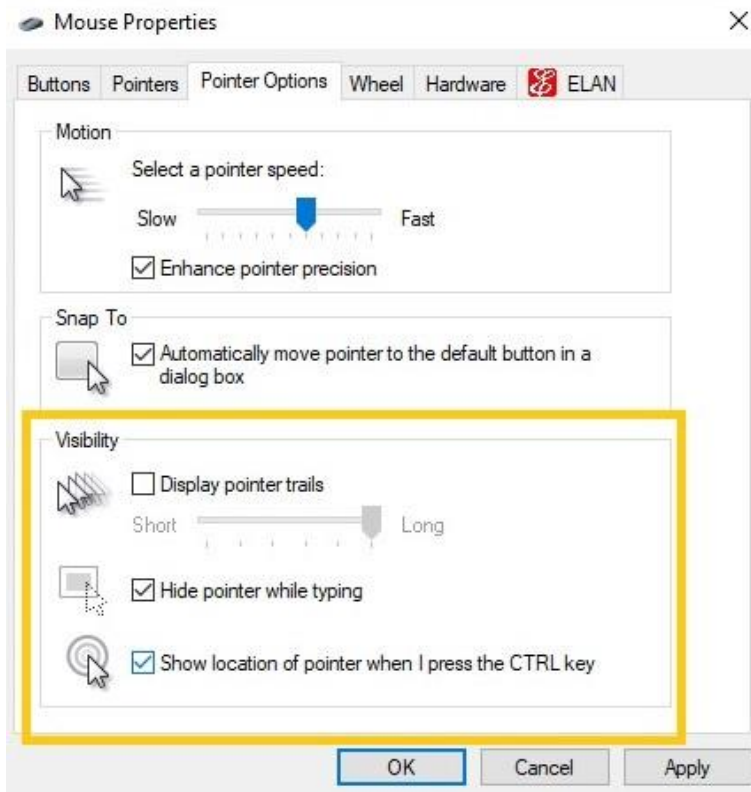 Mouse Properties
Buttons Pointers Pointer Options Wheel Hardware ELAN
Motion
Select a pointer speed:
Slow Fast
Enhance pointer precision
Snap To
Automatically move pointer to the default button in a
dialog box
Visibility
Display pointer trails
Short Long
Hide pointer while typing
Show location of pointer when I press the CTRL key
OK Cancel Apply